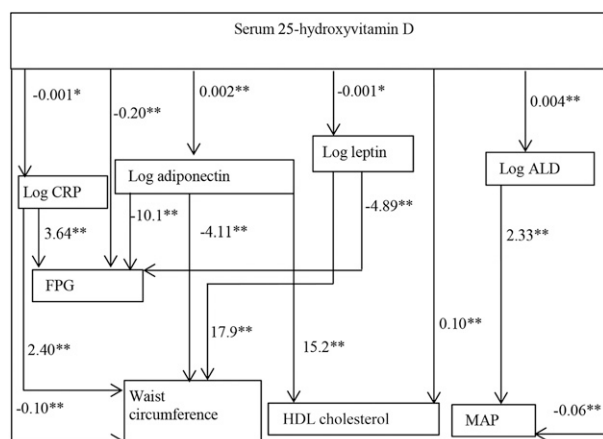 Serum 25-hydroxyvitamin D
-0.001*
-0.20**
0.002**
-0.001*
0.004**
Log leptin
Log adiponectin
Log ALD
Log CRP
-10.1**
-4.11**
-4.89**
3.64**
2.33**
FPG
17.9**
15.2**
0.10**
2.40**
-0.10**
Waist
circumference
HDL cholesterol
MAP
-0.06**